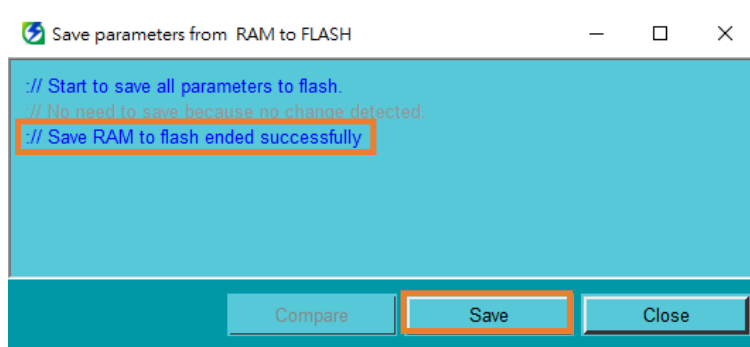 Save parameters from RAM to FLASH
:// Start to save all parameters to flash.
:// No need to save because no change detected.
:// Save RAM to flash ended successfully
Compare
Save
Close